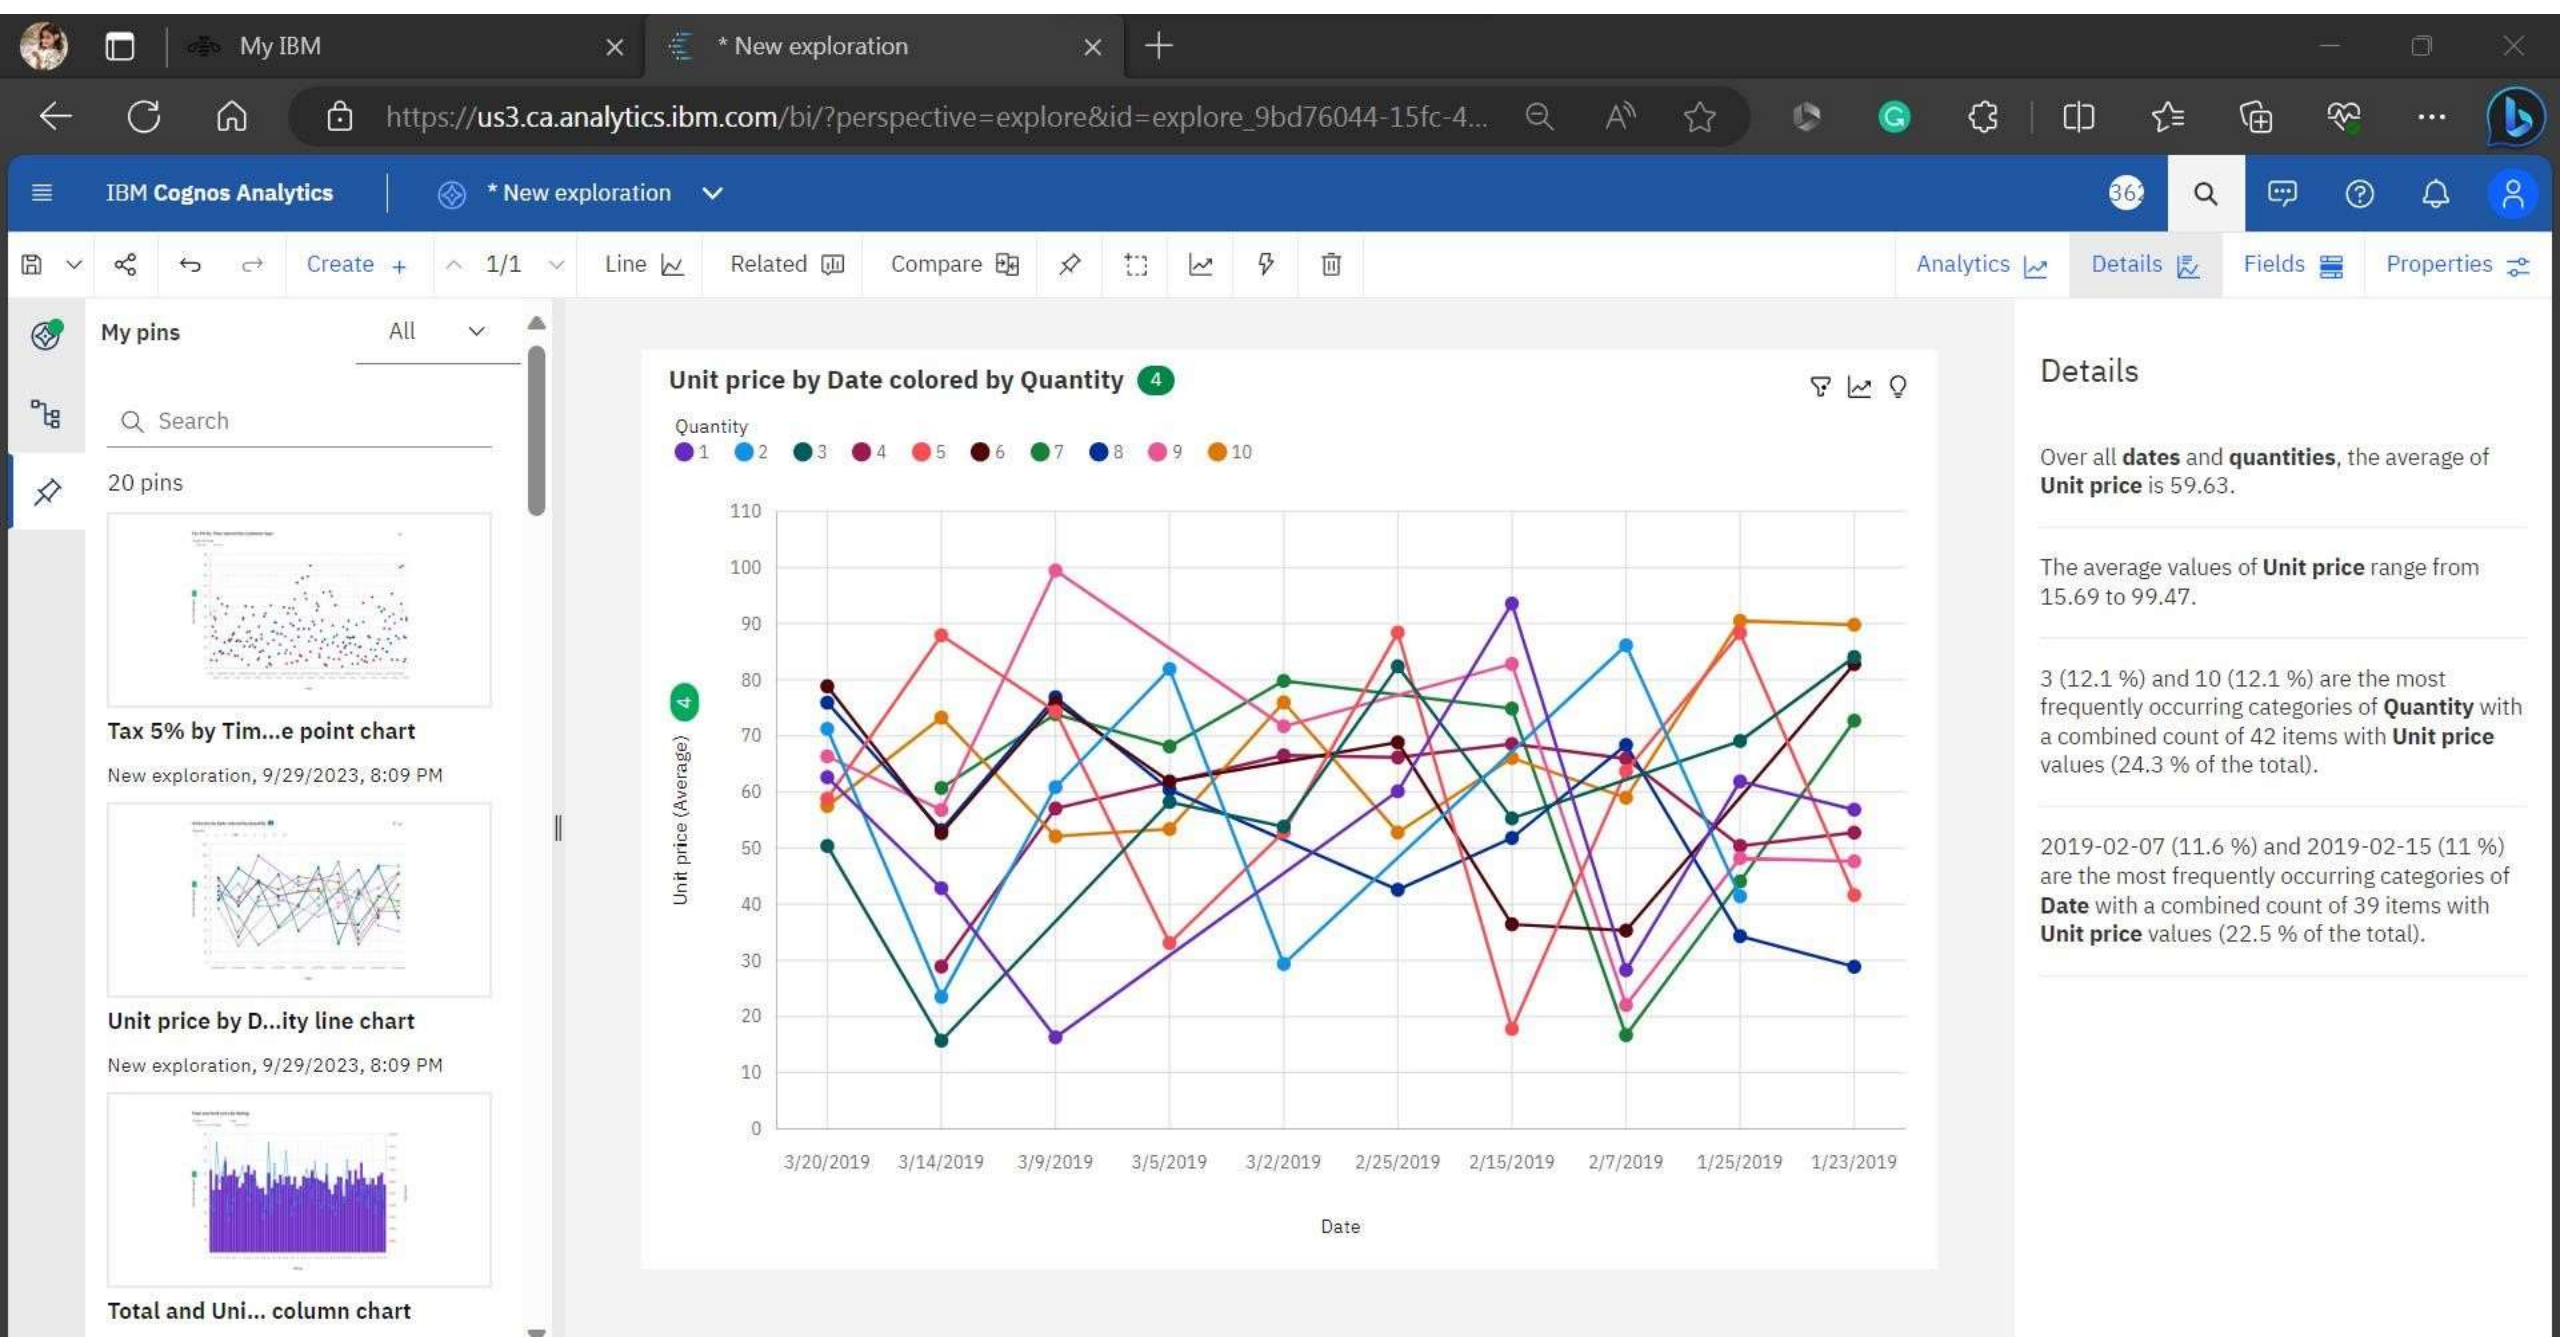 My IBM
* New exploration
https://us3.ca.analytics.ibm.com/bi/?perspective=explore&id=explore_9bd76044-15fc-4...
IBM Cognos Analytics
* New exploration
Create +
1/1
Line
Related
Compare
Analytics
Details
Fields
Properties
My pins
All
Search
20 pins
Tax 5% by Tim...e point chart
New exploration, 9/29/2023, 8:09 PM
Unit price by D...ity line chart
New exploration, 9/29/2023, 8:09 PM
Total and Uni... column chart
Unit price by Date colored by Quantity 4
Quantity
1 2 3 4 5 6 7 8 9 10
4
Unit price (Average)
110
100
90
80
70
60
50
40
30
20
10
0
3/20/2019 3/14/2019 3/9/2019 3/5/2019 3/2/2019 2/25/2019 2/15/2019 2/7/2019 1/25/2019 1/23/2019
Date
Details
Over all dates and quantities, the average of
Unit price is 59.63.
The average values of Unit price range from
15.69 to 99.47.
3 (12.1 %) and 10 (12.1 %) are the most
frequently occurring categories of Quantity with
a combined count of 42 items with Unit price
values (24.3 % of the total).
2019-02-07 (11.6 %) and 2019-02-15 (11 %)
are the most frequently occurring categories of
Date with a combined count of 39 items with
Unit price values (22.5 % of the total).